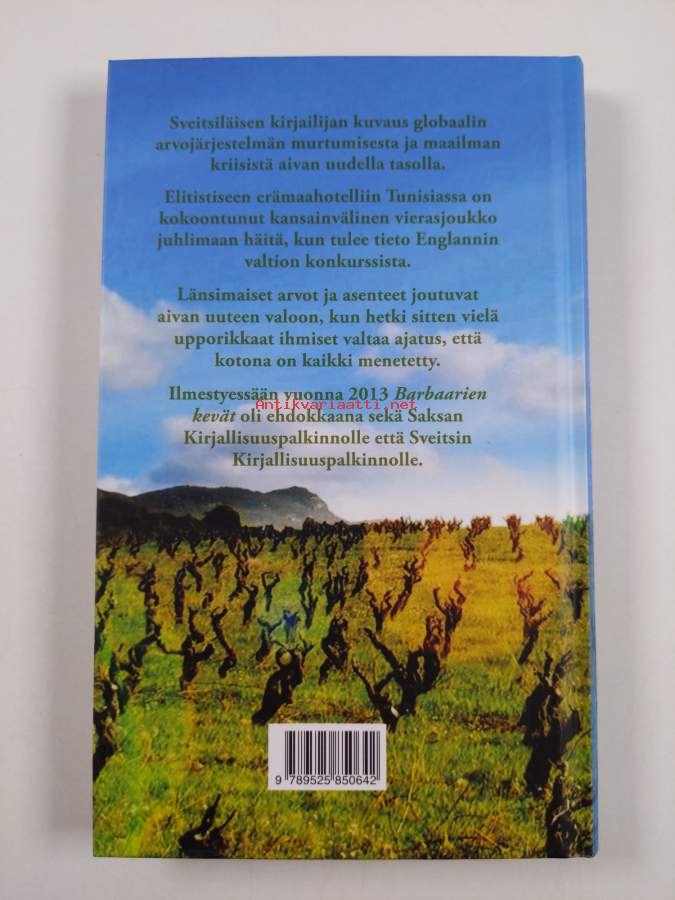 Sveitsiläisen kirjailijan kuvaus globaalin
arvojärjestelmän murtumisesta ja maailman
kriisistä aivan uudella tasolla.
Elitistiseen erämaahotelliin Tunisiassa on
kokoontunut kansainvälinen vierasjoukko
juhlimaan häitä, kun tulee tieto Englannin
valtion konkurssista.
Länsimaiset arvot ja asenteet joutuvat
aivan uuteen valoon, kun hetki sitten vielä
upporikkaat ihmiset valtaa ajatus, että
kotona on kaikki menetetty.
Ilmestyessään vuonna 2013 Barbaarien
Antikvariaatti.net
kevät oli ehdokkaana sekä Saksan
Kirjallisuuspalkinnolle että Sveitsin
Kirjallisuuspalkinnolle.
9 789525 850642